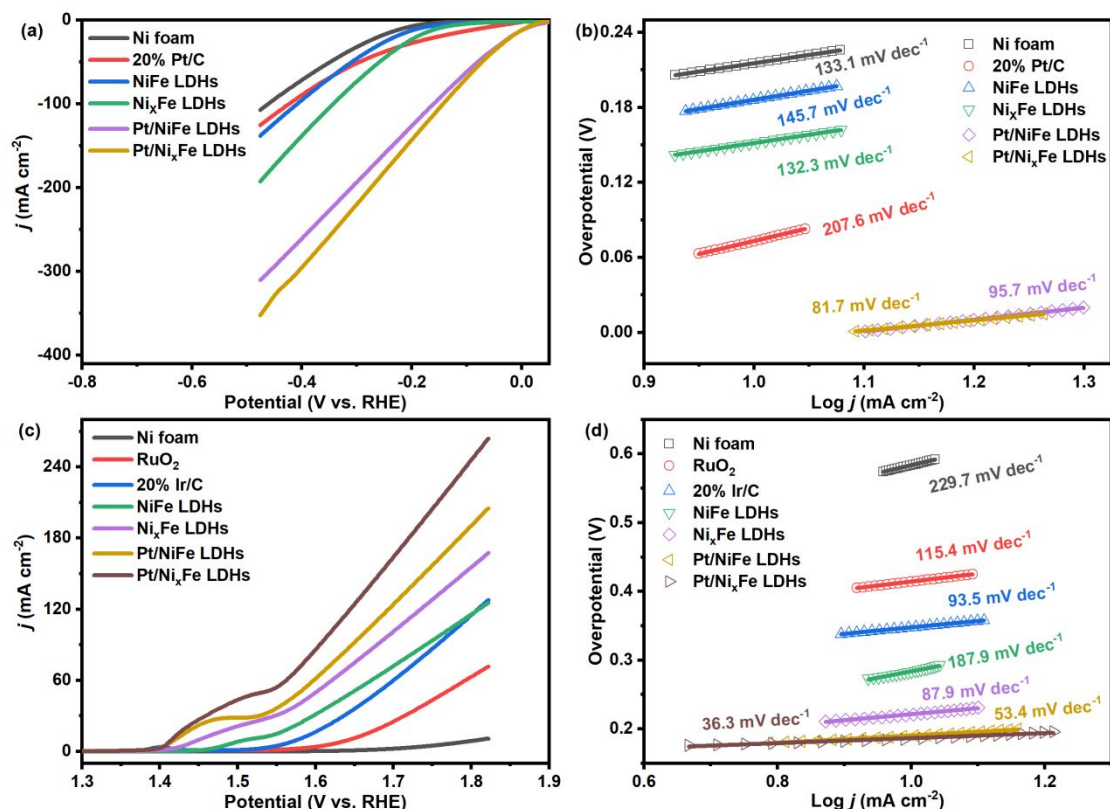 (a)
Ni foam
20% Pt/C
NiFe LDHs
NiₓFe LDHs
Pt/NiFe LDHs
Pt/NiₓFe LDHs
0
-100
-200
-300
-400
j (mA cm⁻²)
-0.8 -0.6 -0.4 -0.2 0.0
Potential (V vs. RHE)
(b)
Ni foam
20% Pt/C
NiFe LDHs
NiₓFe LDHs
Pt/NiFe LDHs
Pt/NiₓFe LDHs
133.1 mV dec⁻¹
145.7 mV dec⁻¹
132.3 mV dec⁻¹
207.6 mV dec⁻¹
81.7 mV dec⁻¹
95.7 mV dec⁻¹
0.24
0.18
0.12
0.06
0.00
Overpotential (V)
0.9 1.0 1.1 1.2 1.3
Log j (mA cm⁻²)
(c)
Ni foam
RuO₂
20% Ir/C
NiFe LDHs
NiₓFe LDHs
Pt/NiFe LDHs
Pt/NiₓFe LDHs
240
180
120
60
0
j (mA cm⁻²)
1.3 1.4 1.5 1.6 1.7 1.8 1.9
Potential (V vs. RHE)
(d)
Ni foam
RuO₂
20% Ir/C
NiFe LDHs
NiₓFe LDHs
Pt/NiFe LDHs
Pt/NiₓFe LDHs
229.7 mV dec⁻¹
115.4 mV dec⁻¹
93.5 mV dec⁻¹
187.9 mV dec⁻¹
87.9 mV dec⁻¹
36.3 mV dec⁻¹
53.4 mV dec⁻¹
0.6
0.5
0.4
0.3
0.2
Overpotential (V)
0.6 0.8 1.0 1.2
Log j (mA cm⁻²)